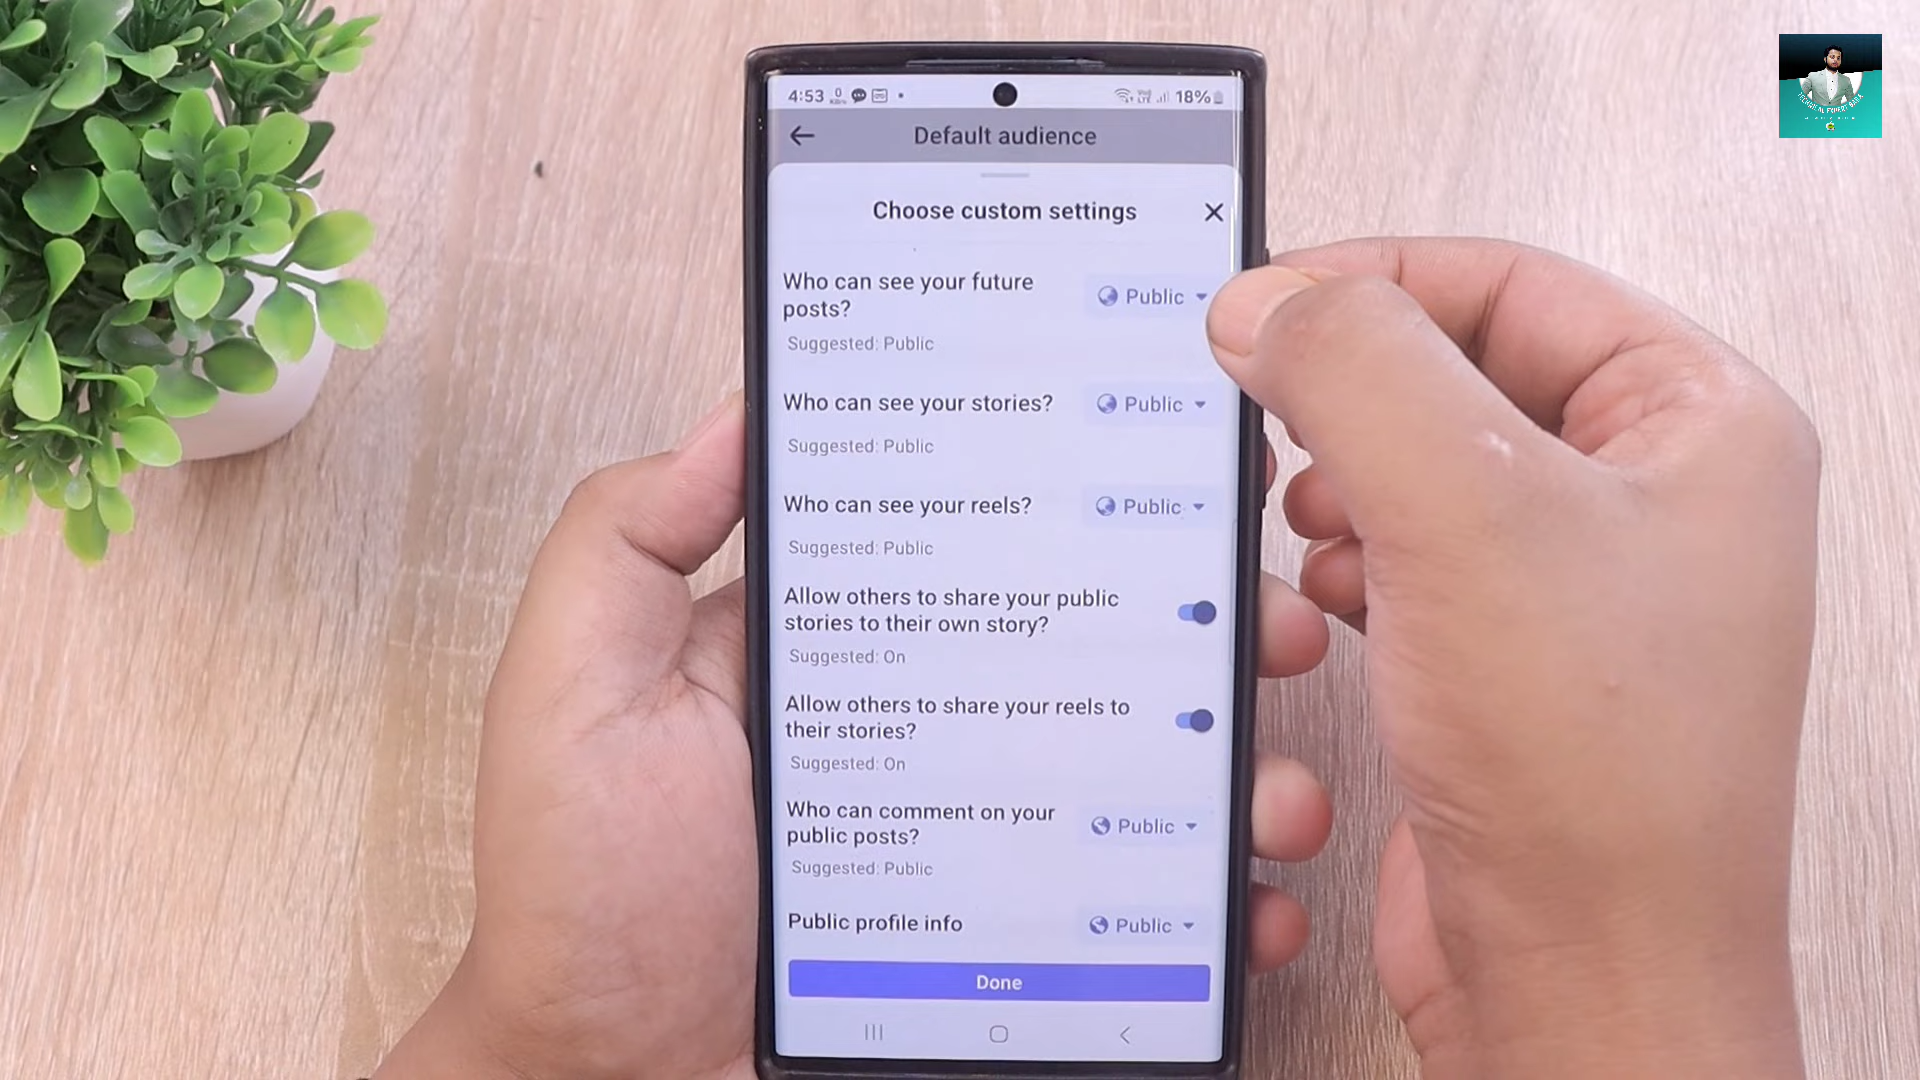 4:53
18%
Default audience
Choose custom settings
Who can see your future
posts?
Public
Suggested: Public
Who can see your stories?
Public
Suggested: Public
Who can see your reels?
Public
Suggested: Public
Allow others to share your public
stories to their own story?
Suggested: On
Allow others to share your reels to
their stories?
Suggested: On
Who can comment on your
public posts?
Public
Suggested: Public
Public profile info
Public
Done